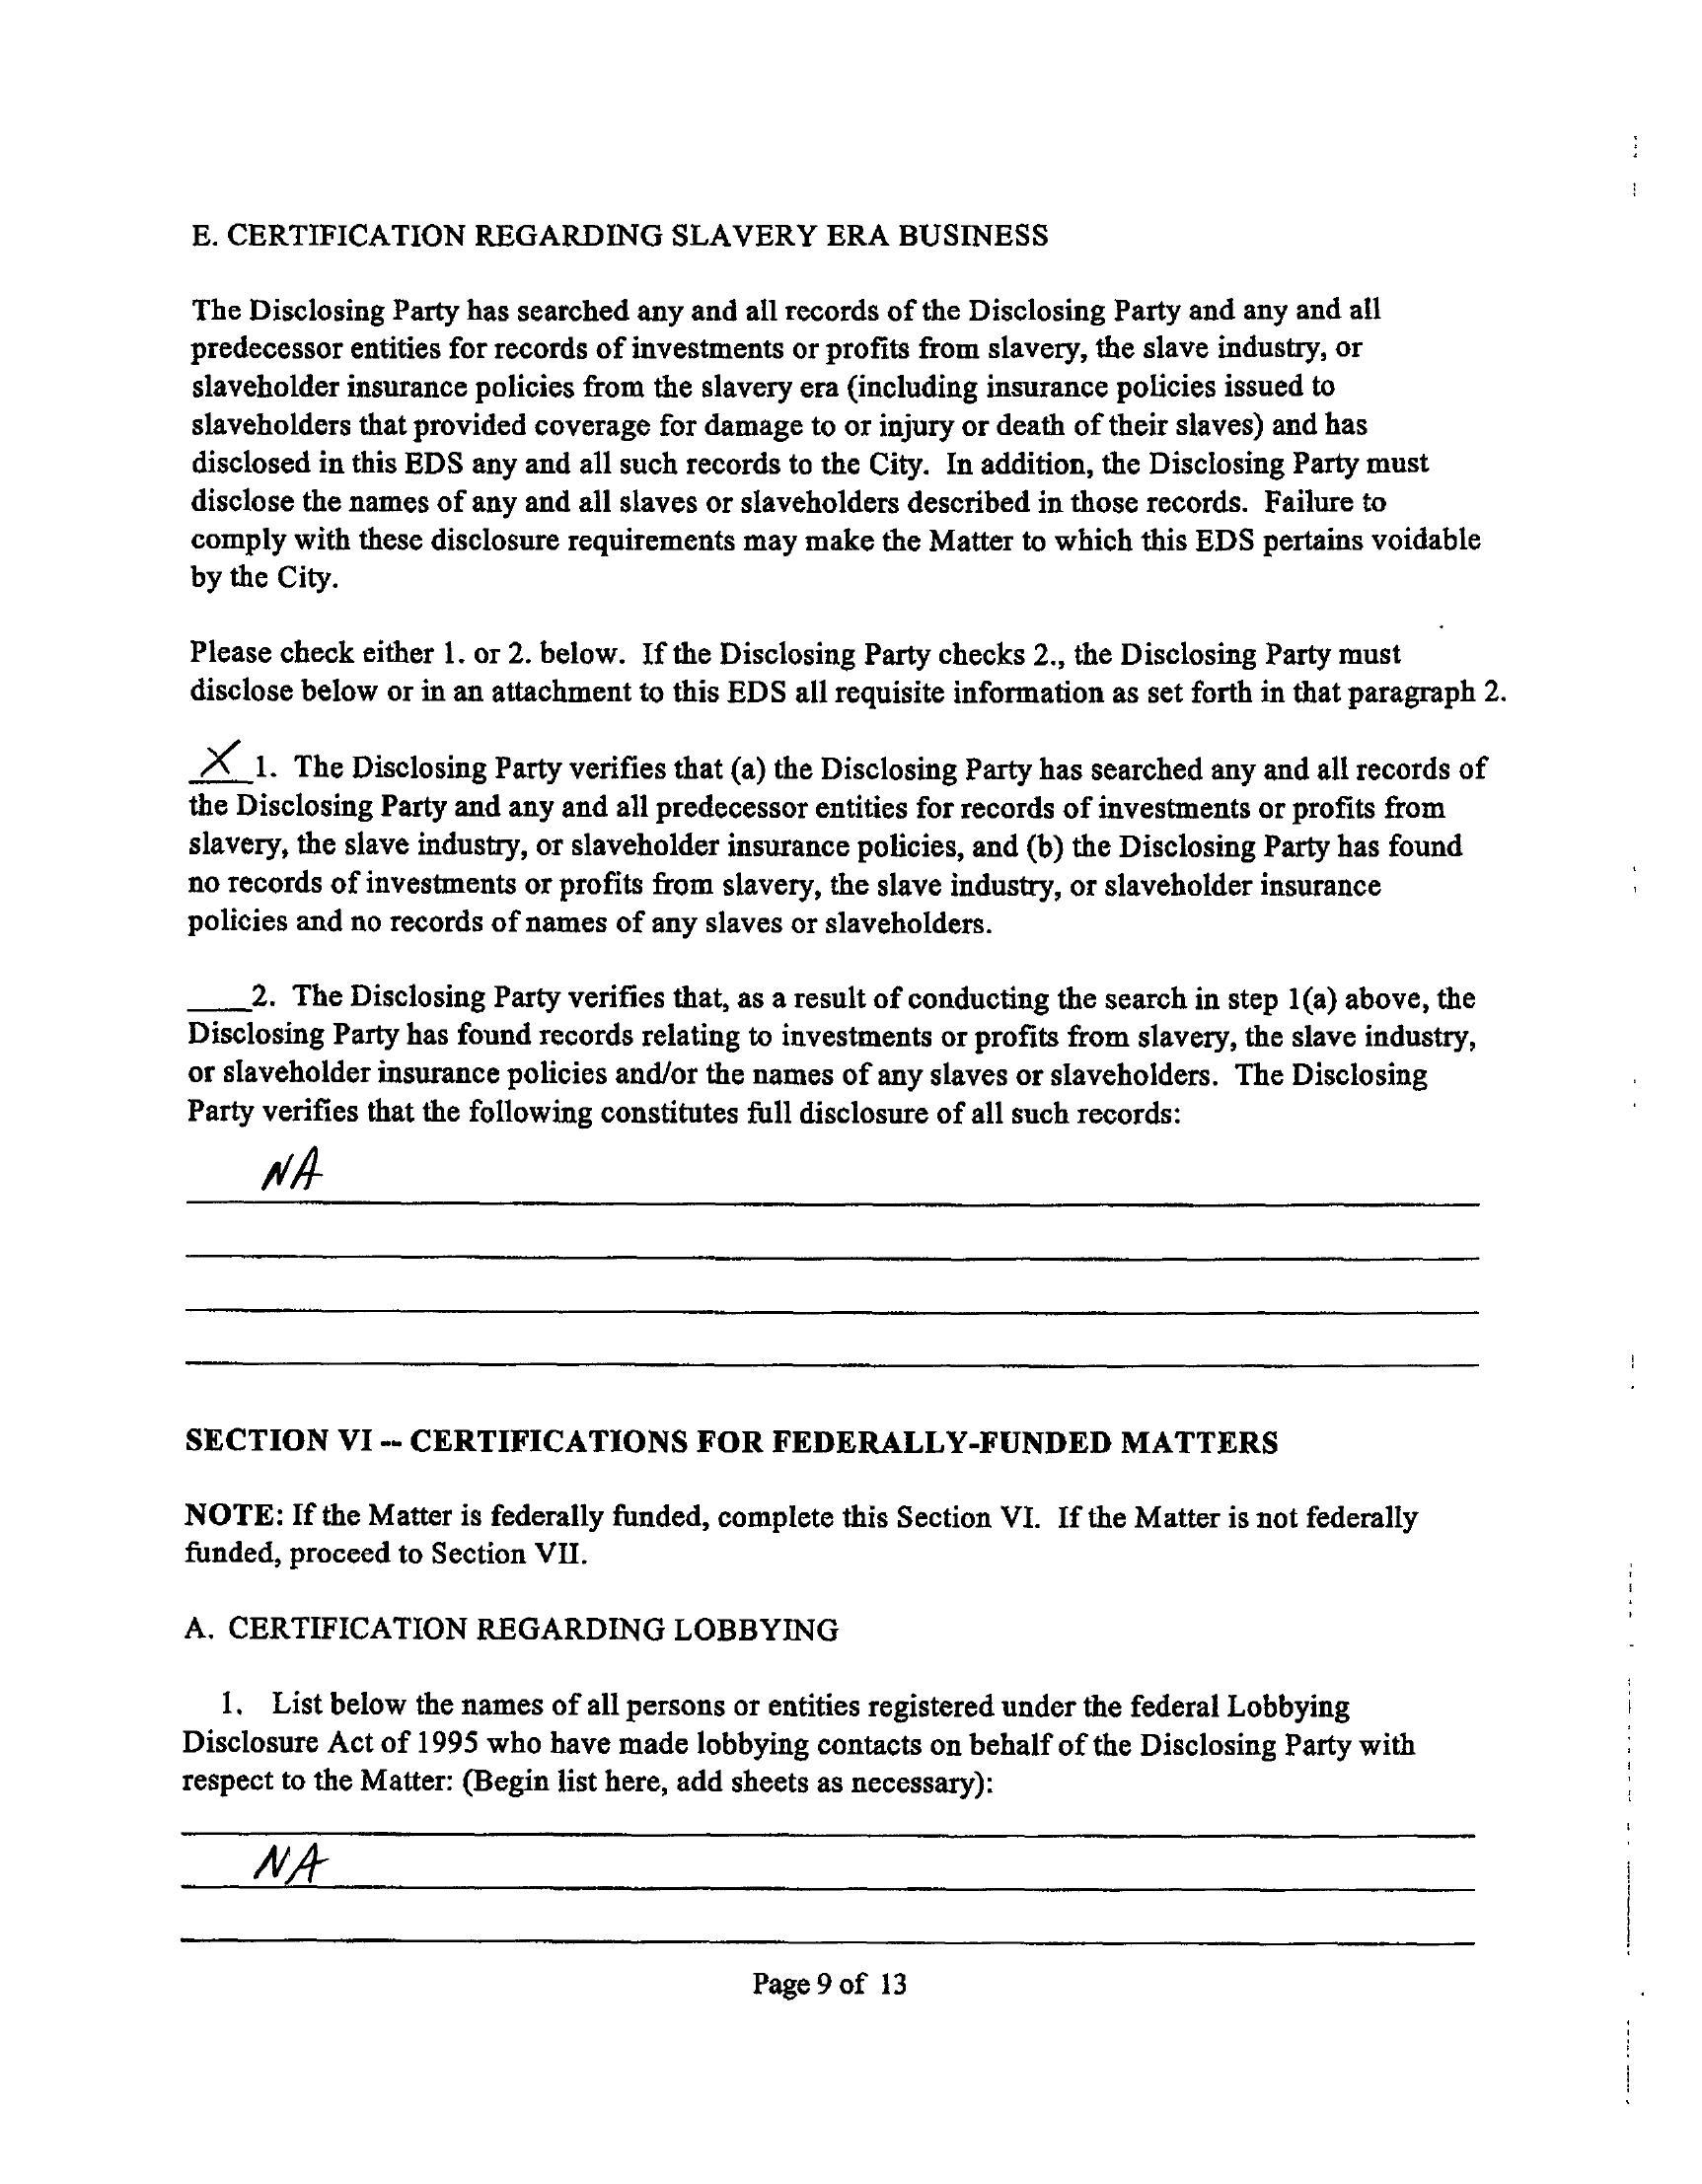 E. CERTIFICATION REGARDING SLAVERY ERA BUSINESS
The Disclosing Party has searched any and all records of the Disclosing Party and any and all
predecessor entities for records of investments or profits from slavery, the slave industry, or
slaveholder insurance policies from the slavery era (including insurance policies issued to
slaveholders that provided coverage for damage to or injury or death of their slaves) and has
disclosed in this EDS any and all such records to the City. In addition, the Disclosing Party must
disclose the names of any and all slaves or slaveholders described in those records. Failure to
comply with these disclosure requirements may make the Matter to which this EDS pertains voidable
by the City.
Please check either 1. or 2. below. If the Disclosing Party checks 2., the Disclosing Party must
disclose below or in an attachment to this EDS all requisite information as set forth in that paragraph 2.
X 1. The Disclosing Party verifies that (a) the Disclosing Party has searched any and all records of
the Disclosing Party and any and all predecessor entities for records of investments or profits from
slavery, the slave industry, or slaveholder insurance policies, and (b) the Disclosing Party has found
no records of investments or profits from slavery, the slave industry, or slaveholder insurance
policies and no records of names of any slaves or slaveholders.
____2. The Disclosing Party verifies that, as a result of conducting the search in step 1(a) above, the
Disclosing Party has found records relating to investments or profits from slavery, the slave industry,
or slaveholder insurance policies and/or the names of any slaves or slaveholders. The Disclosing
Party verifies that the following constitutes full disclosure of all such records:
NA
SECTION VI -- CERTIFICATIONS FOR FEDERALLY-FUNDED MATTERS
NOTE: If the Matter is federally funded, complete this Section VI. If the Matter is not federally
funded, proceed to Section VII.
A. CERTIFICATION REGARDING LOBBYING
1. List below the names of all persons or entities registered under the federal Lobbying
Disclosure Act of 1995 who have made lobbying contacts on behalf of the Disclosing Party with
respect to the Matter: (Begin list here, add sheets as necessary):
NA
Page 9 of 13